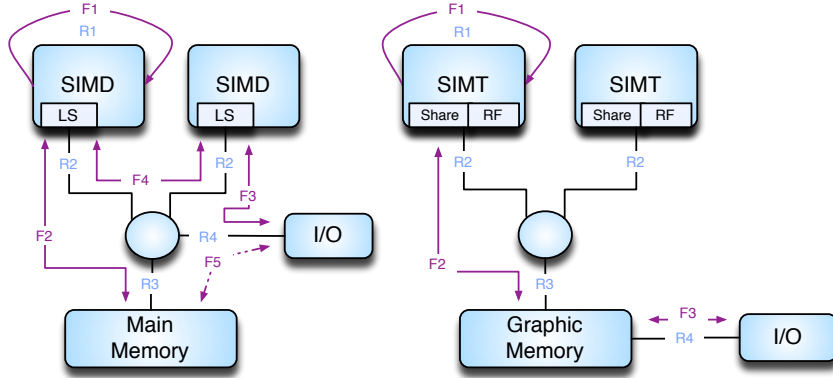 F1
R1
SIMD
SIMD
LS
LS
R2
R2
F4
F3
F2
R4
I/O
F5
R3
Main
Memory
F1
R1
SIMT
SIMT
Share
RF
Share
RF
R2
R2
F2
R3
Graphic
Memory
F3
R4
I/O